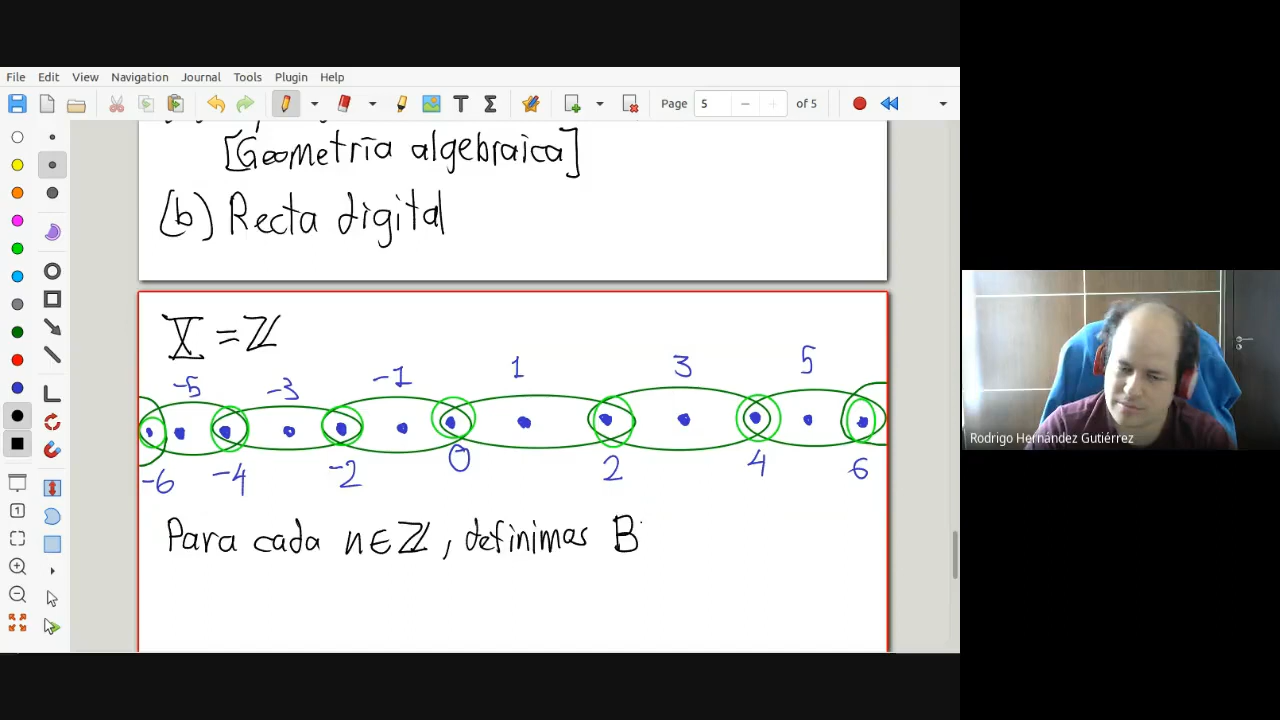 File Edit View Navigation Journal Tools Plugin Help
Page 5 of 5
[Geometría algebraica]
(b) Recta digital
X = ℤ
-5 -3 -1 1 3 5
-6 -4 -2 0 2 4 6
Para cada n∈ℤ, definimos B
Rodrigo Hernández Gutiérrez